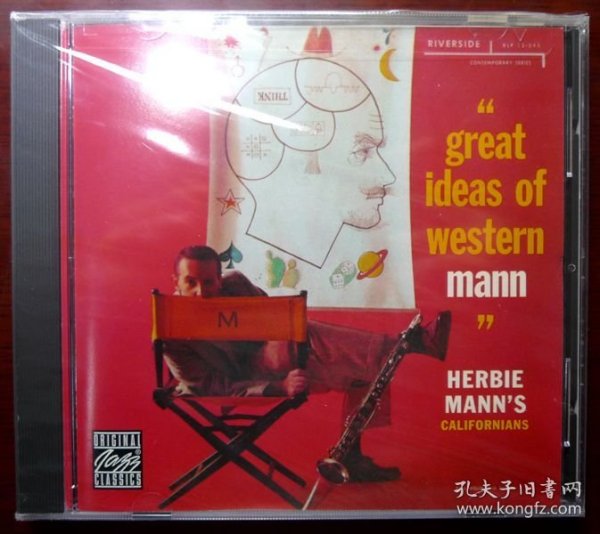 RIVERSIDE
CONTEMPORARY SERIES
THINK
“
great
ideas of
western
mann
”
M
HERBIE
MANN'S
CALIFORNIANS
ORIGINAL
Jazz
CLASSICS
孔夫子旧書网
www.kongfz.com